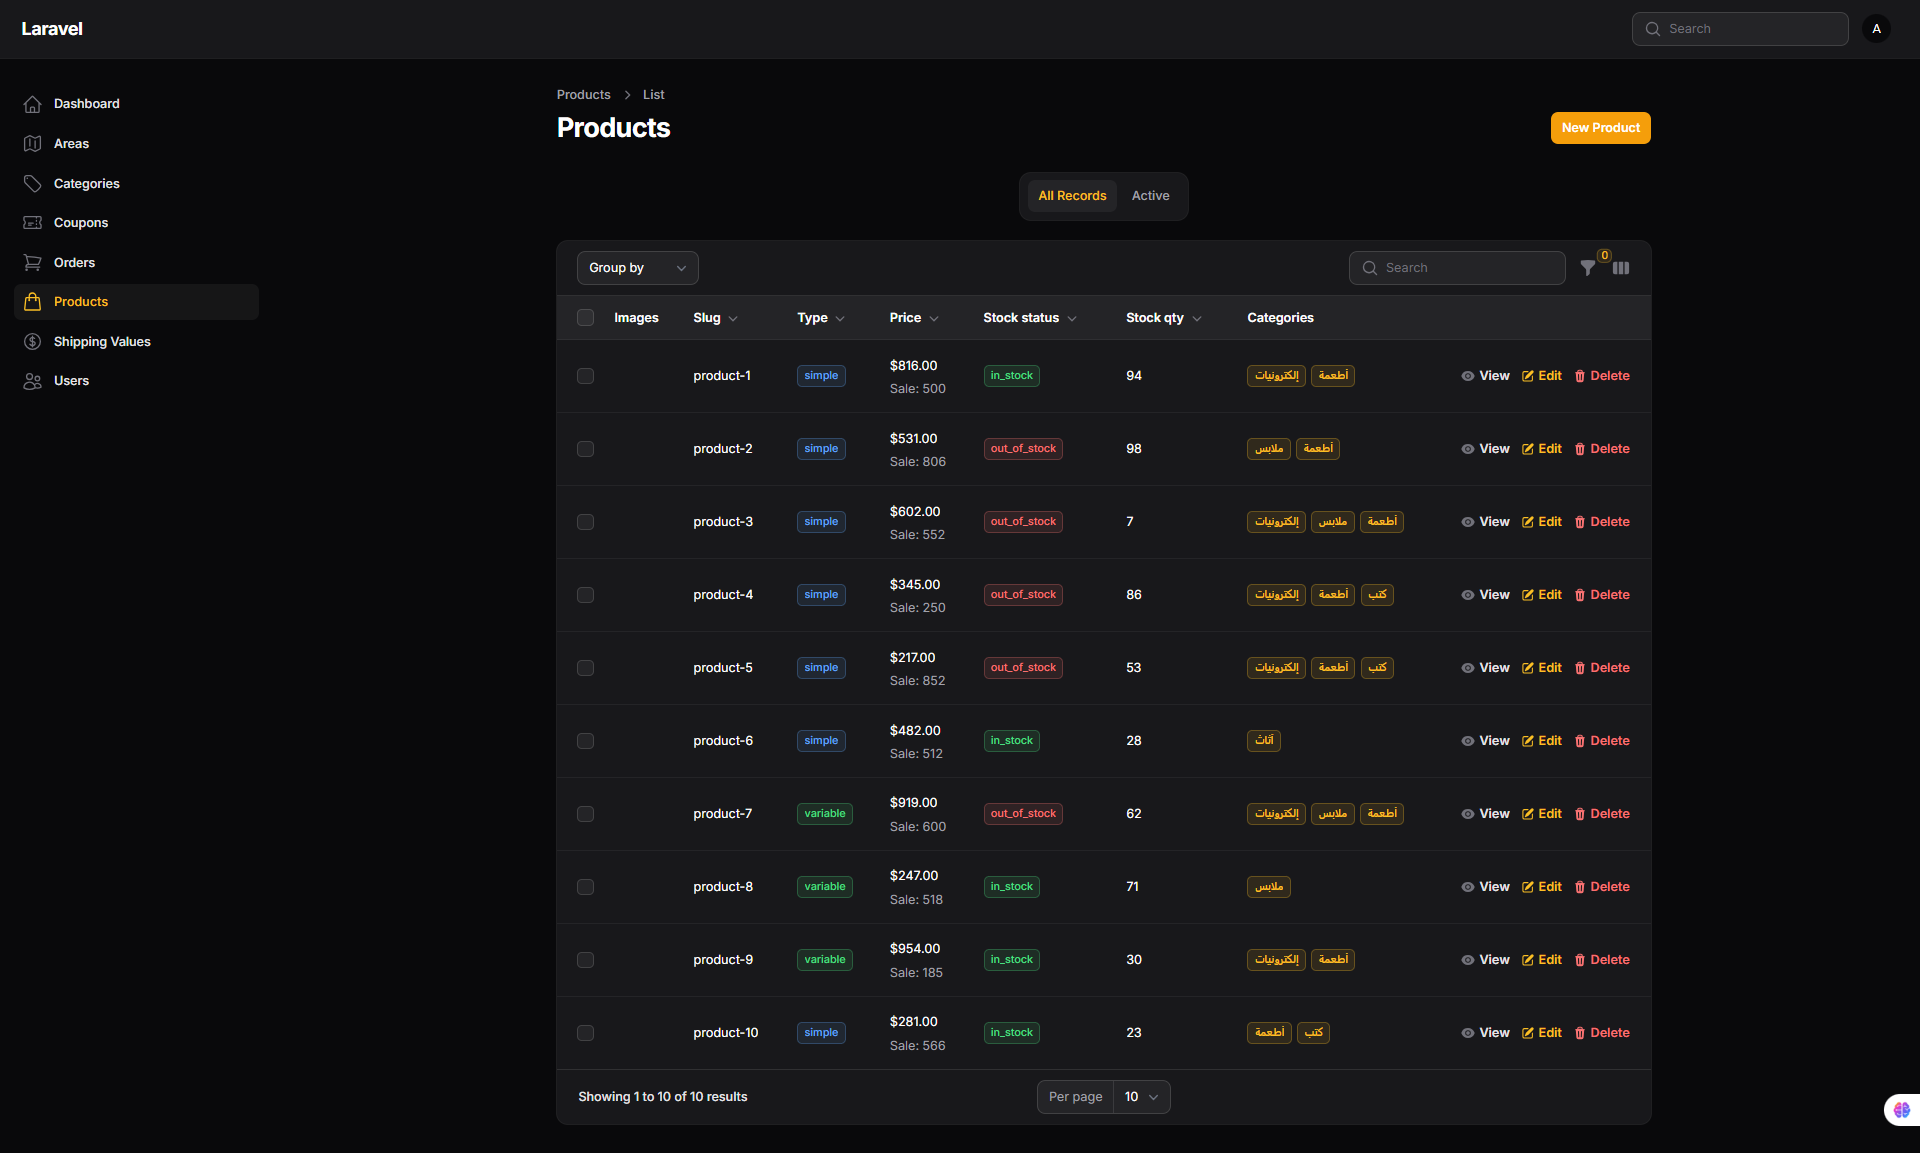 Laravel
Search
A
Dashboard
Areas
Categories
Coupons
Orders
Products
Shipping Values
Users
Products > List
Products
New Product
All Records Active
Group by
Search
0
Images Slug Type Price Stock status Stock qty Categories
product-1 simple $816.00 in_stock 94 إلكترونيات أطعمة View Edit Delete
Sale: 500
product-2 simple $531.00 out_of_stock 98 ملابس أطعمة View Edit Delete
Sale: 806
product-3 simple $602.00 out_of_stock 7 إلكترونيات ملابس أطعمة View Edit Delete
Sale: 552
product-4 simple $345.00 out_of_stock 86 إلكترونيات أطعمة كتب View Edit Delete
Sale: 250
product-5 simple $217.00 out_of_stock 53 إلكترونيات أطعمة كتب View Edit Delete
Sale: 852
product-6 simple $482.00 in_stock 28 أثاث View Edit Delete
Sale: 512
product-7 variable $919.00 out_of_stock 62 إلكترونيات ملابس أطعمة View Edit Delete
Sale: 600
product-8 variable $247.00 in_stock 71 ملابس View Edit Delete
Sale: 518
product-9 variable $954.00 in_stock 30 إلكترونيات أطعمة View Edit Delete
Sale: 185
product-10 simple $281.00 in_stock 23 أطعمة كتب View Edit Delete
Sale: 566
Showing 1 to 10 of 10 results
Per page 10